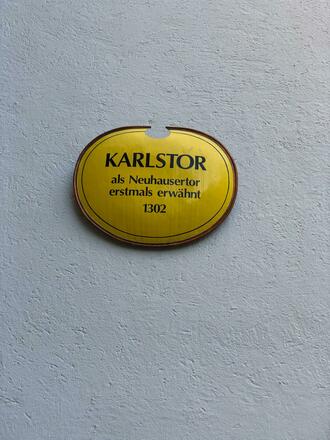 KARLSTOR
als Neuhausertor
erstmals erwähnt
1302